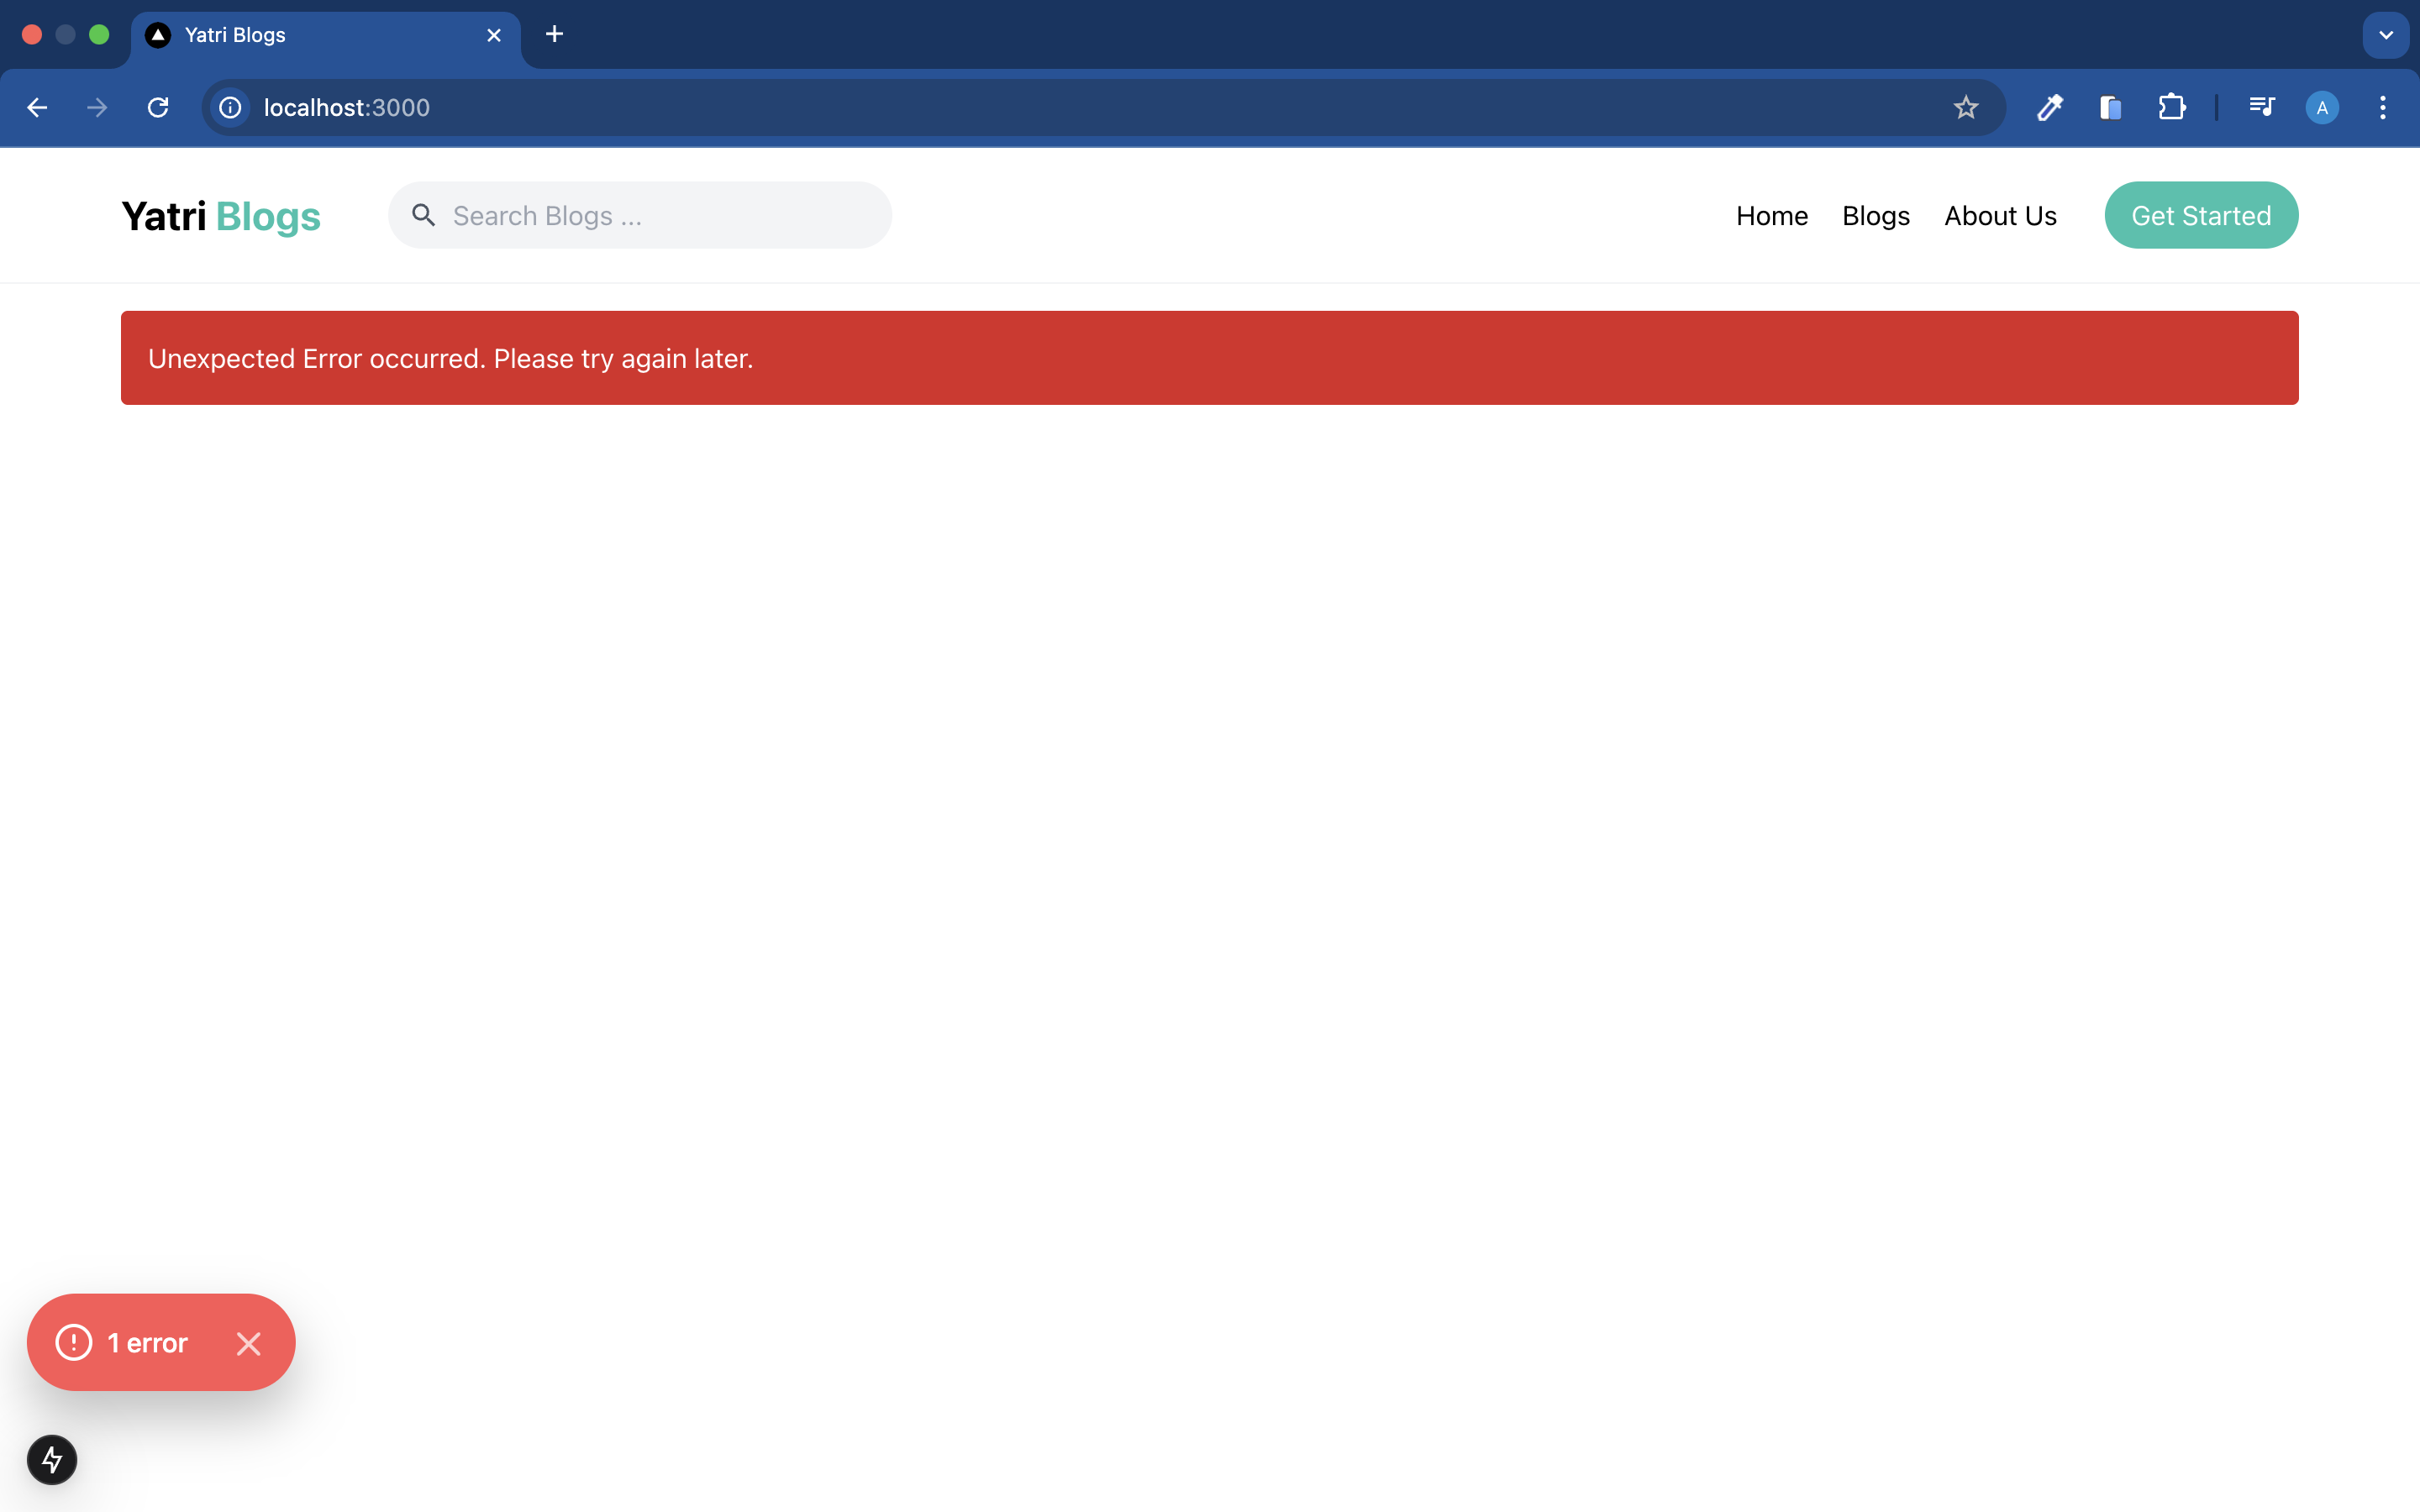 Yatri Blogs
localhost:3000
A
Yatri Blogs
Search Blogs ...
Home
Blogs
About Us
Get Started
Unexpected Error occurred. Please try again later.
1 error